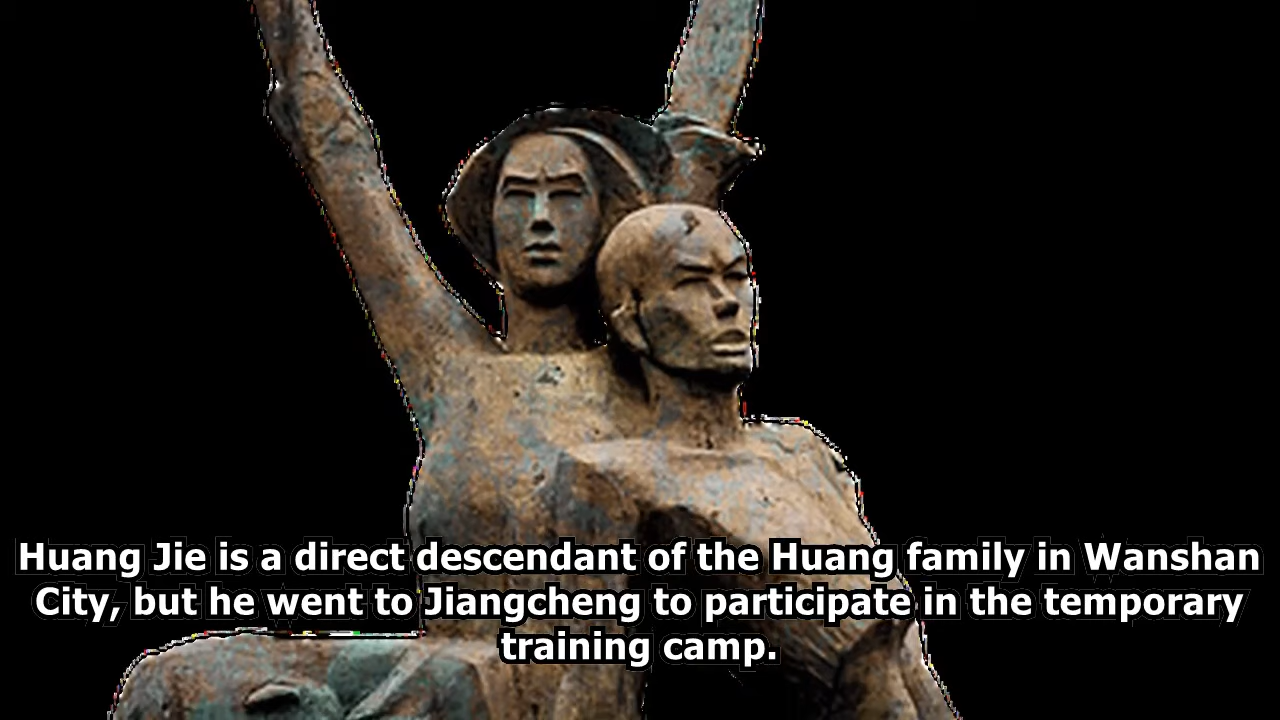 Huang Jie is a direct descendant of the Huang family in Wanshan
City, but he went to Jiangcheng to participate in the temporary
training camp.